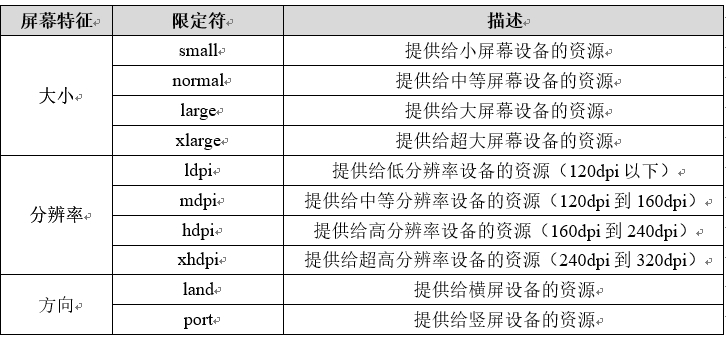 屏幕特征 限定符 描述
大小 small 提供给小屏幕设备的资源
normal 提供给中等屏幕设备的资源
large 提供给大屏幕设备的资源
xlarge 提供给超大屏幕设备的资源
分辨率 ldpi 提供给低分辨率设备的资源（120dpi 以下）
mdpi 提供给中等分辨率设备的资源（120dpi 到 160dpi）
hdpi 提供给高分辨率设备的资源（160dpi 到 240dpi）
xhdpi 提供给超高分辨率设备的资源（240dpi 到 320dpi）
方向 land 提供给横屏设备的资源
port 提供给竖屏设备的资源